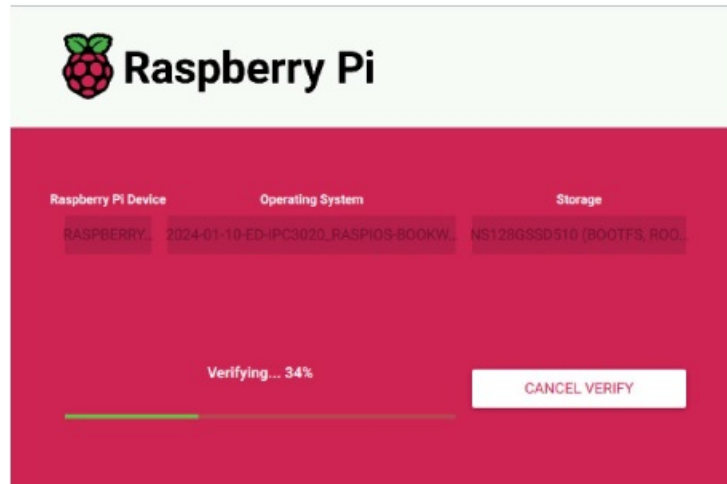 Raspberry Pi
Raspberry Pi Device Operating System Storage
RASPBERRY... 2024-01-10-ED-IPC3020_RASPIOS-BOOKW... NS128GSSD510 (BOOTFS, ROO...
Verifying... 34%
CANCEL VERIFY